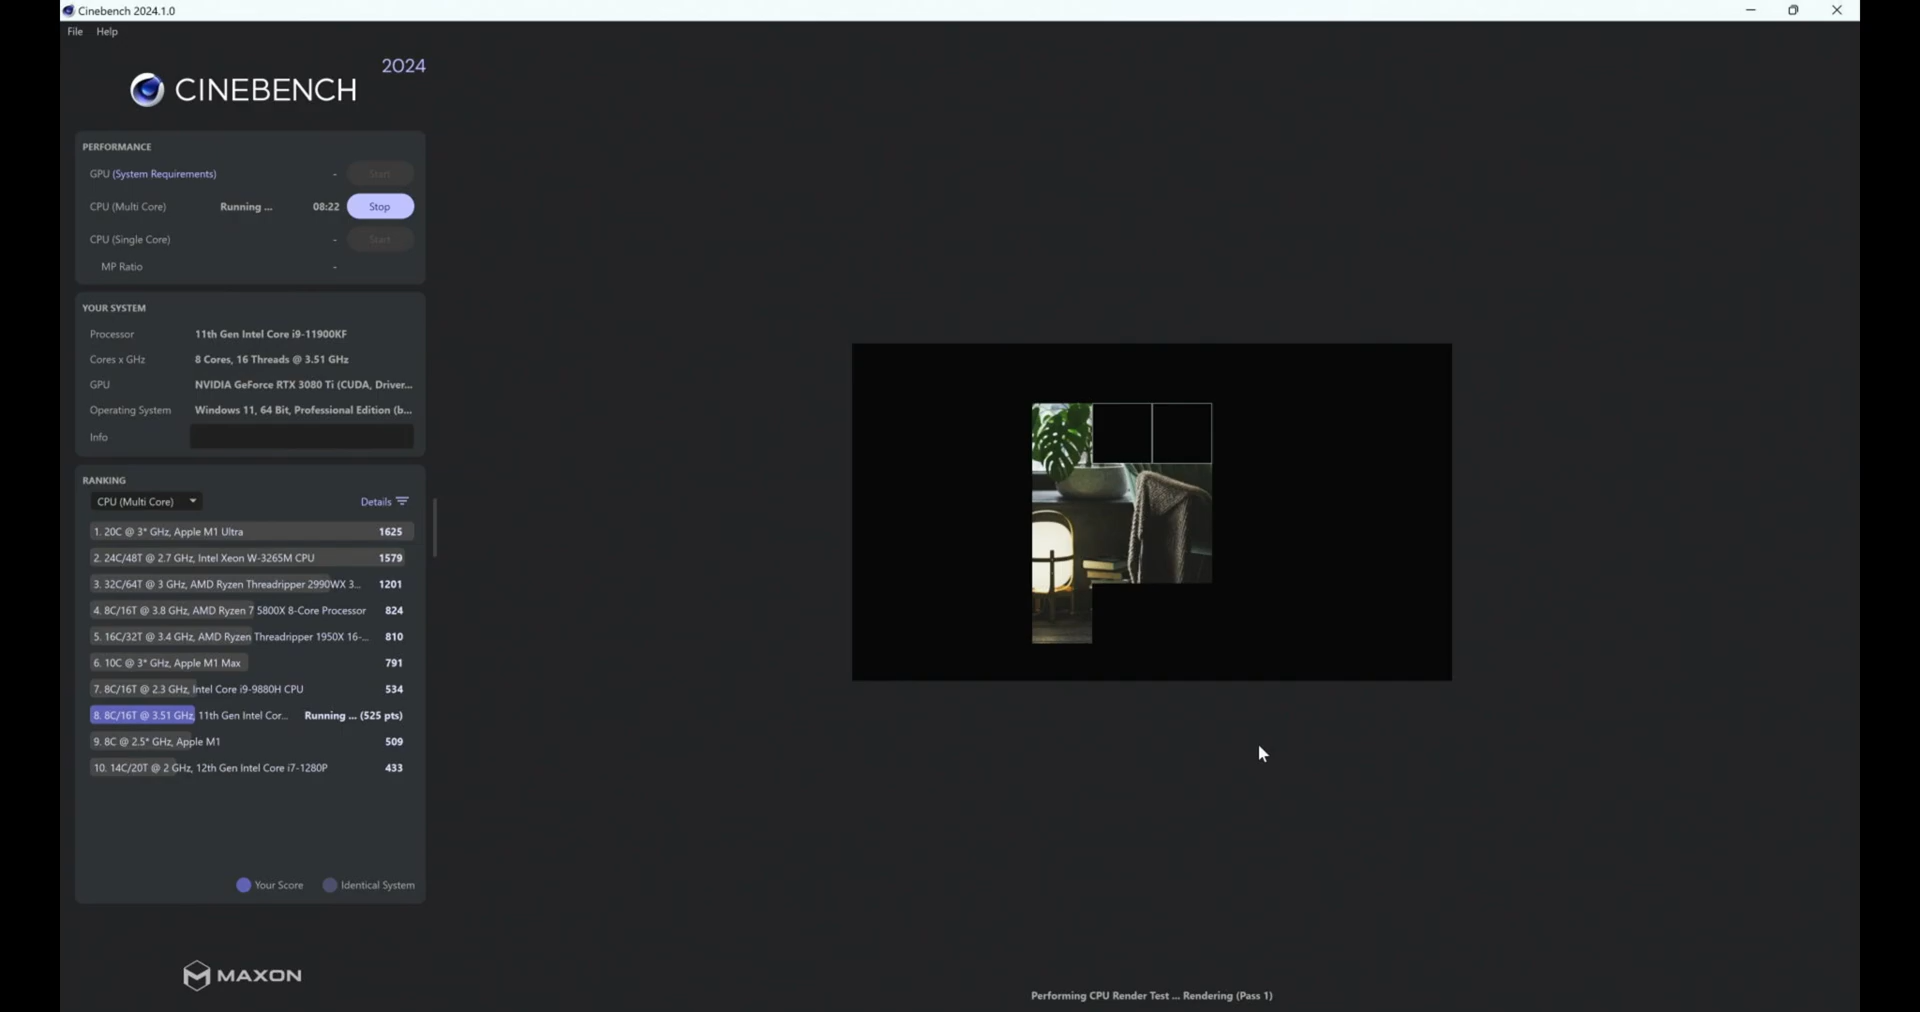 Cinebench 2024.1.0
File Help
CINEBENCH 2024
PERFORMANCE
GPU (System Requirements) - Start
CPU (Multi Core) Running ... 08:22 Stop
CPU (Single Core) - Start
MP Ratio -
YOUR SYSTEM
Processor 11th Gen Intel Core i9-11900KF
Cores x GHz 8 Cores, 16 Threads @ 3.51 GHz
GPU NVIDIA GeForce RTX 3080 Ti (CUDA, Driver...
Operating System Windows 11, 64 Bit, Professional Edition (b...
Info
RANKING
CPU (Multi Core) Details
1. 20C @ 3* GHz, Apple M1 Ultra 1625
2. 24C/48T @ 2.7 GHz, Intel Xeon W-3265M CPU 1579
3. 32C/64T @ 3 GHz, AMD Ryzen Threadripper 2990WX 3... 1201
4. 8C/16T @ 3.8 GHz, AMD Ryzen 7 5800X 8-Core Processor 824
5. 16C/32T @ 3.4 GHz, AMD Ryzen Threadripper 1950X 16-... 810
6. 10C @ 3* GHz, Apple M1 Max 791
7. 8C/16T @ 2.3 GHz, Intel Core i9-9880H CPU 534
8. 8C/16T @ 3.51 GHz, 11th Gen Intel Cor... Running ... (525 pts)
9. 8C @ 2.5* GHz, Apple M1 509
10. 14C/20T @ 2 GHz, 12th Gen Intel Core i7-1280P 433
Your Score Identical System
MAXON
Performing CPU Render Test ... Rendering (Pass 1)